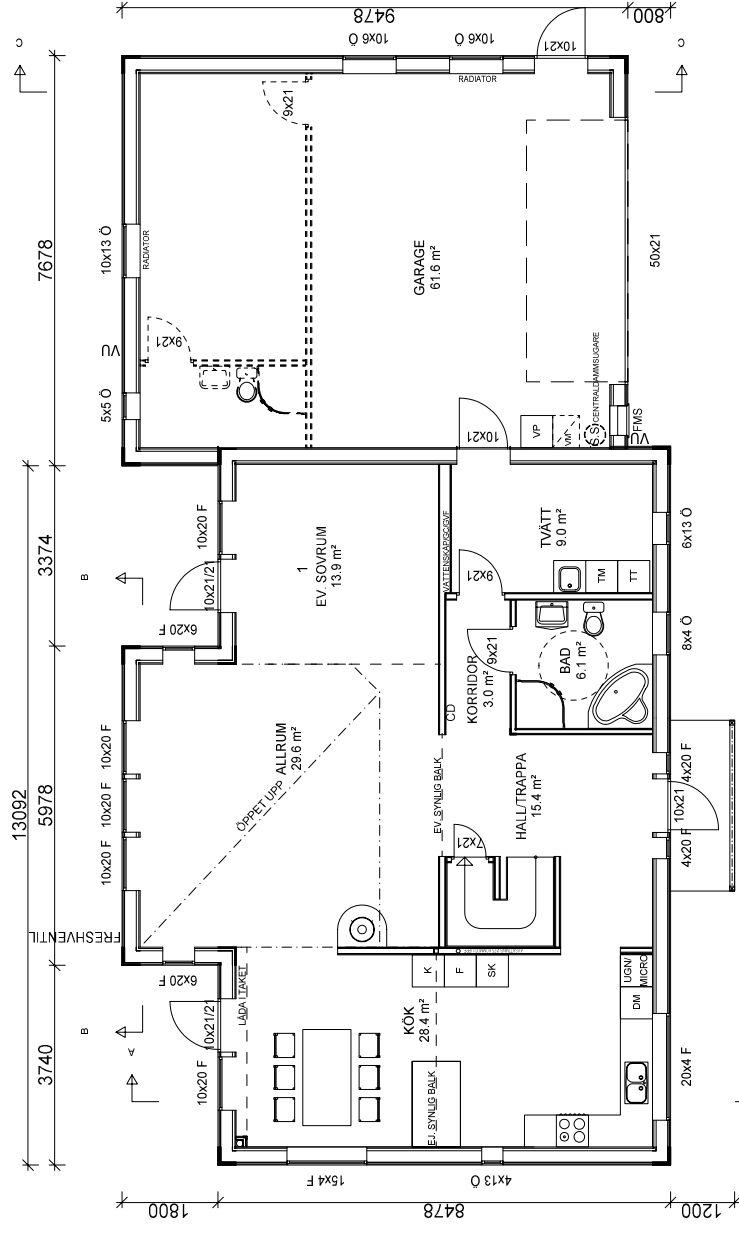 9478
800
C
10x6 Ö
10x6 Ö
10x21
C
RADIATOR
9x21
7678
10x13 Ö
RADIATOR
GARAGE
61.6 m²
50x21
VU
9x21
5x5 Ö
10x21
VP
VM
S.S
CENTRALDAMMSUGARE
FMS
VU
13092
3374
B
10x20 F
10x21/21
6x20 F
1
EV. SOVRUM
13.9 m²
VATTENSKAP/GC/GVF
TVÄTT
9.0 m²
6x13 Ö
9x21
TM
TT
9x21
BAD
6.1 m²
8x4 Ö
KORRIDOR
3.0 m²
CD
5978
10x20 F
10x20 F
10x20 F
ALLRUM
29.6 m²
ÖPPET UPP
EV. SYNLIG BALK
HALL/TRAPPA
15.4 m²
7x21
4x20 F
10x21
4x20 F
FRESHVENTIL
3740
6x20 F
10x21/21
B
A
10x20 F
LÅDA I TAKET
K
F
SK
KÖK
28.4 m²
UGN/
MICRO
DM
EJ. SYNLIG BALK
20x4 F
15x4 F
4x13 Ö
1800
8478
1200